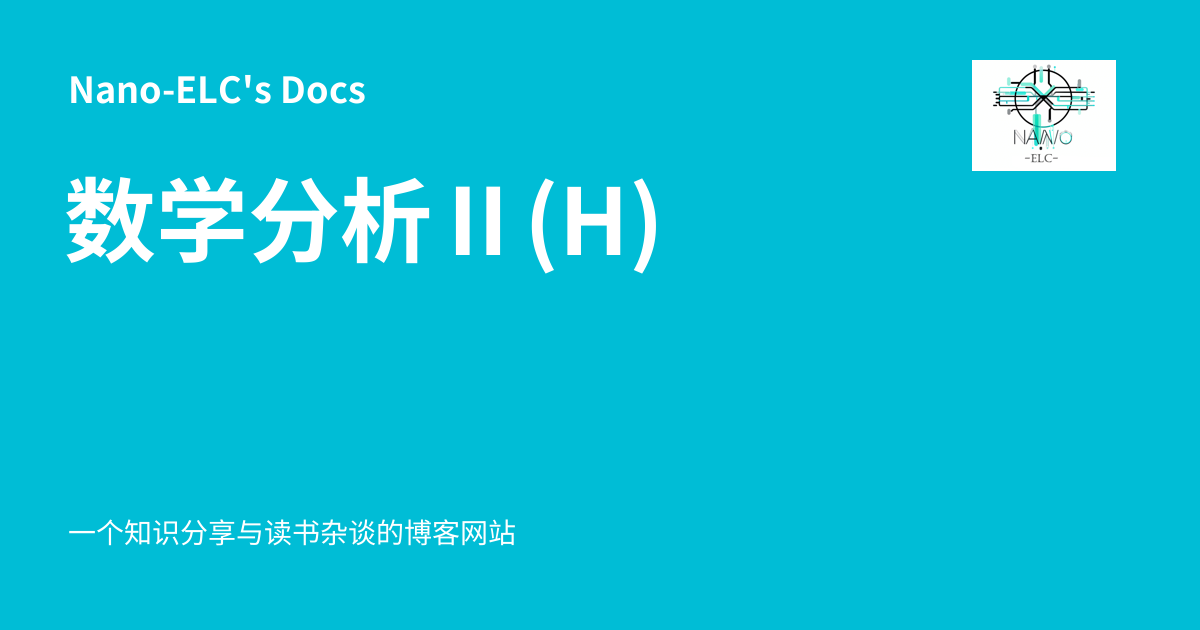 Nano-ELC's Docs
NANO
-ELC-
数学分析 II (H)
一个知识分享与读书杂谈的博客网站